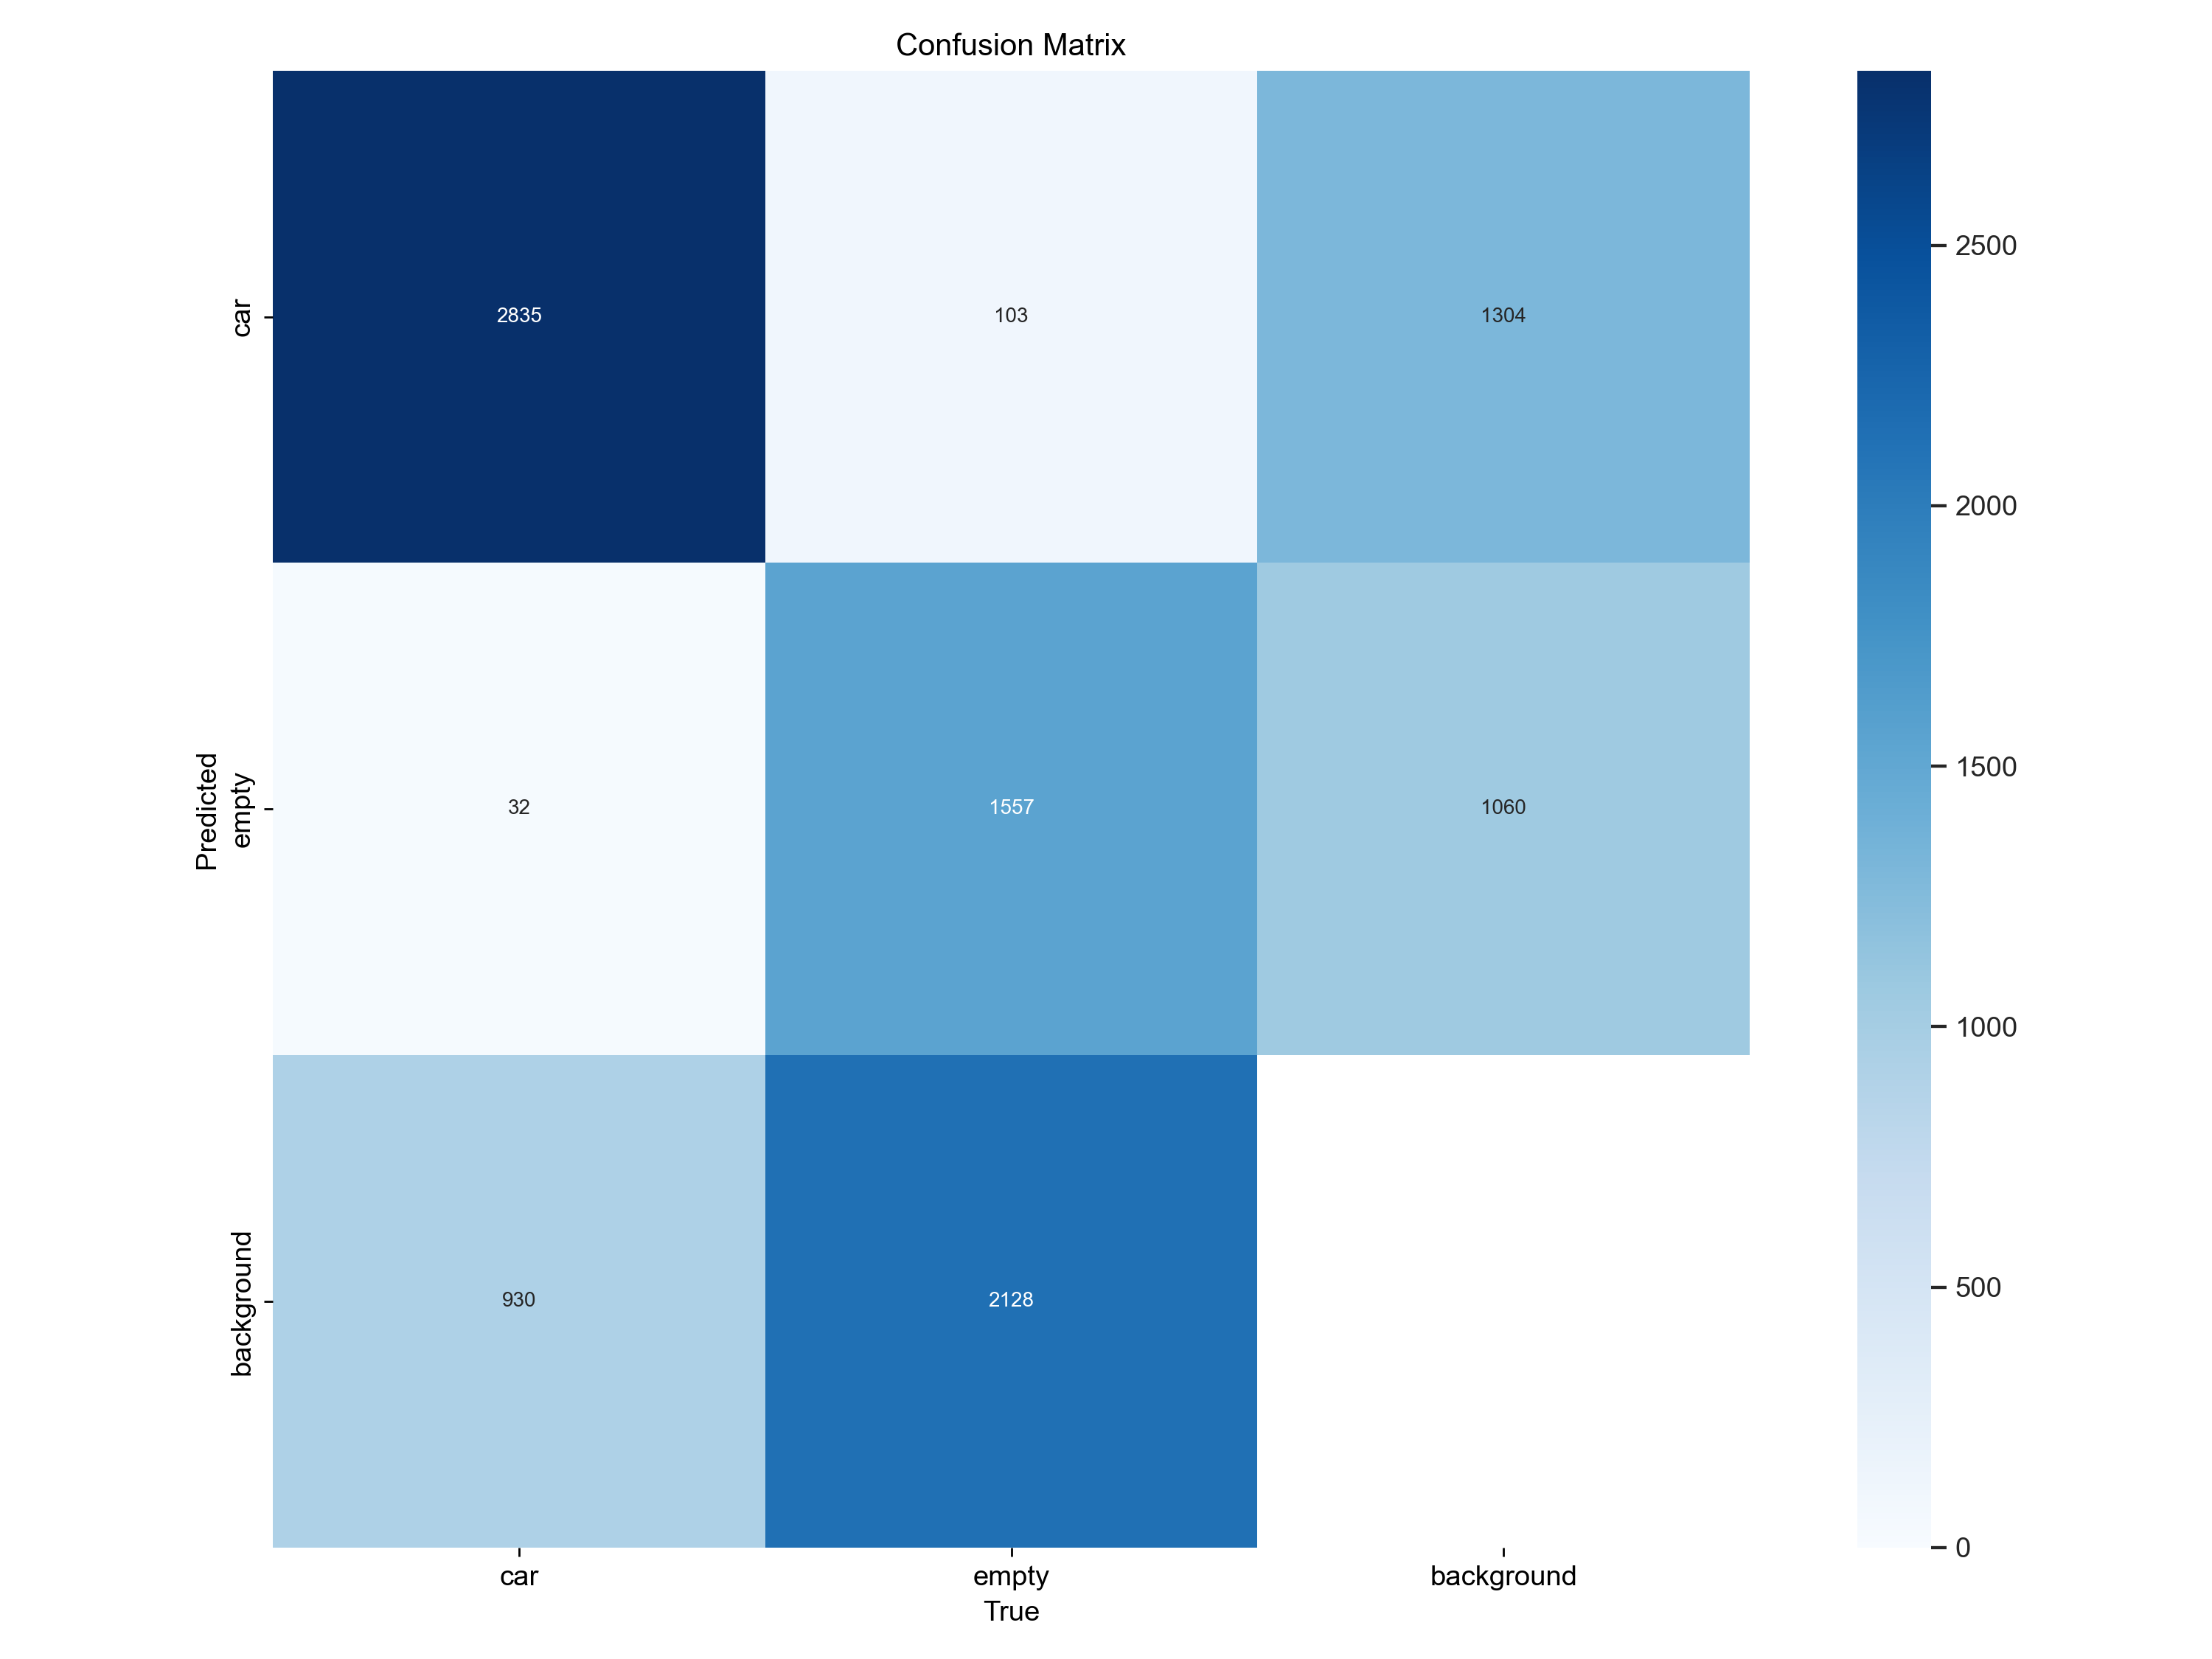 Confusion Matrix
car
2835
103
1304
2500
2000
Predicted
empty
32
1557
1060
1500
1000
background
930
2128
500
0
car
empty
background
True